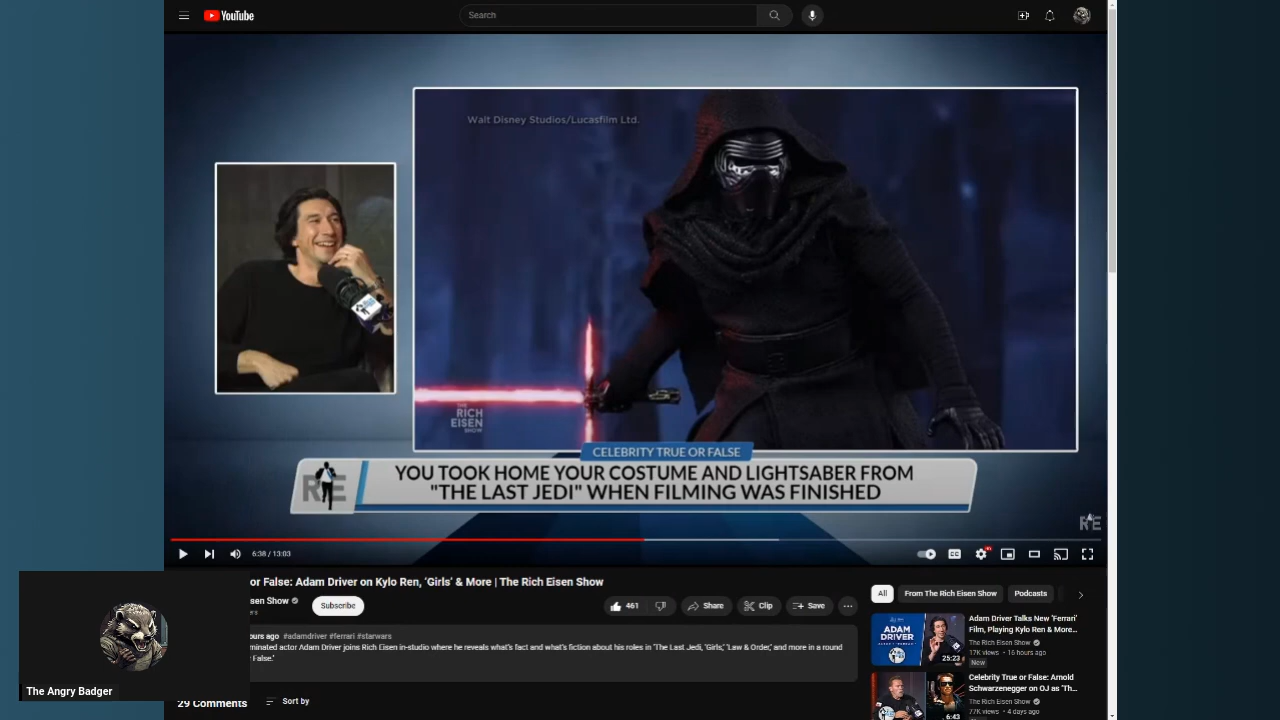 YouTube
Search
Walt Disney Studios/Lucasfilm Ltd.
THE
RICH
EISEN
SHOW
CELEBRITY TRUE OR FALSE
RE
YOU TOOK HOME YOUR COSTUME AND LIGHTSABER FROM
"THE LAST JEDI" WHEN FILMING WAS FINISHED
RE
6:38 / 13:03
or False: Adam Driver on Kylo Ren, ‘Girls’ & More | The Rich Eisen Show
sen Show
ers
Subscribe
461
Share
Clip
Save
All
From The Rich Eisen Show
Podcasts
ours ago #adamdriver #ferrari #starwars
minated actor Adam Driver joins Rich Eisen in-studio where he reveals what's fact and what's fiction about his roles in 'The Last Jedi, 'Girls,' 'Law & Order,' and more in a round
r False.'
29 Comments
Sort by
ADAM
DRIVER
25:23
Adam Driver Talks New 'Ferrari'
Film, Playing Kylo Ren & More...
The Rich Eisen Show
17K views • 16 hours ago
New
Celebrity True or False: Arnold
Schwarzenegger on OJ as 'Th...
The Rich Eisen Show
77K views • 4 days ago
6:43
The Angry Badger